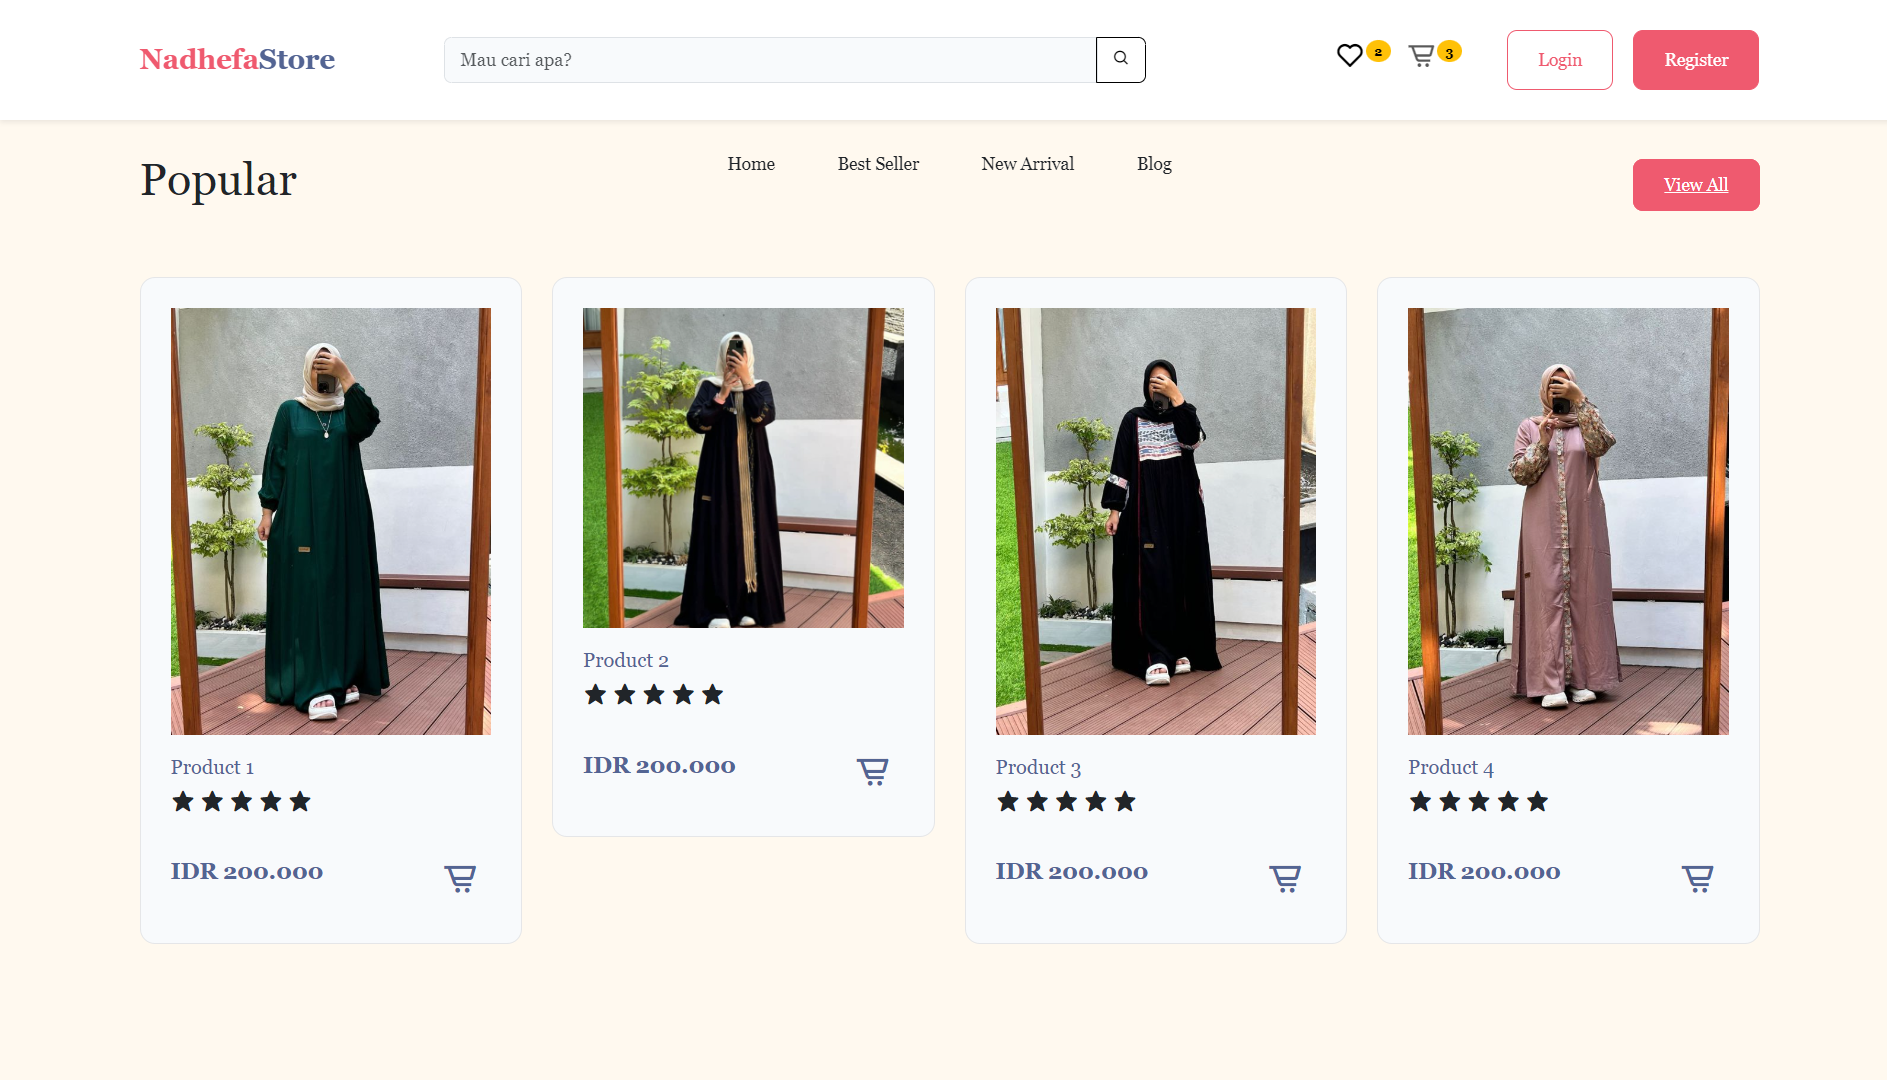 NadhefaStore
Mau cari apa?
2
3
Login
Register
Home
Best Seller
New Arrival
Blog
Popular
View All
Product 1
IDR 200.000
Product 2
IDR 200.000
Product 3
IDR 200.000
Product 4
IDR 200.000